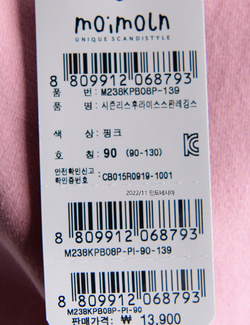 moimoln
UNIQUE SCANDISTYLE
8 809912 068793
품 번: M238KPB08P-139
품 명: 시즌리스후라이스스판레깅스
색 상: 핑크
호 칭: 90 (90-130)
안전확인신고
확인증번호: CB015R0919-1001
2022/11 인도네시아
8 809912 068793
M238KPB08P-PI-90-139
8 809912 068793
M238KPB08P-PI-90
판매가격: ₩ 13,900